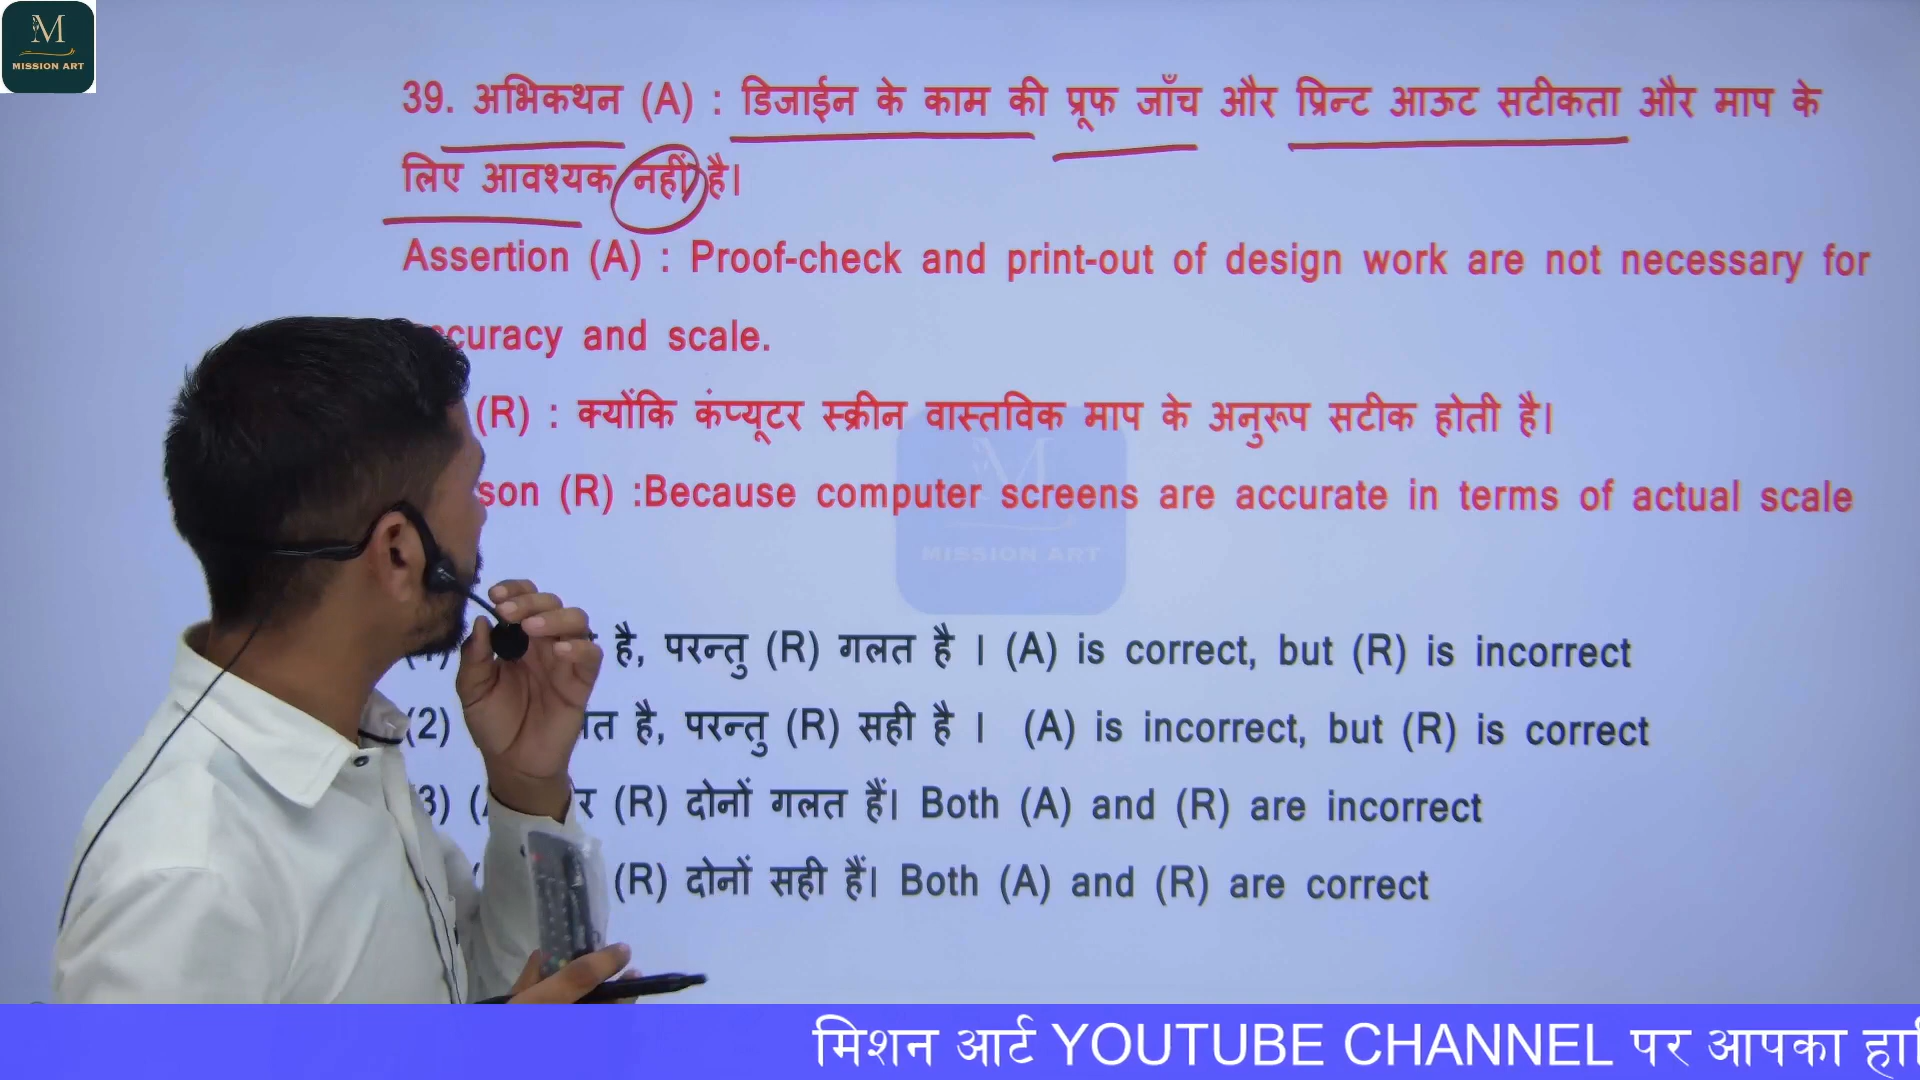 M
MISSION ART
39. अभिकथन (A) : डिजाईन के काम की प्रूफ जाँच और प्रिन्ट आऊट सटीकता और माप के
लिए आवश्यक नहीं है।
Assertion (A) : Proof-check and print-out of design work are not necessary for
and scale.
(R) : क्योंकि कंप्यूटर स्क्रीन वास्तविक माप के अनुरूप सटीक होती है।
(R) :Because computer screens are accurate in terms of actual scale
M
MISSION ART
है, परन्तु (R) गलत है । (A) is correct, but (R) is incorrect
(2) है, परन्तु (R) सही है । (A) is incorrect, but (R) is correct
(R) दोनों गलत हैं। Both (A) and (R) are incorrect
(R) दोनों सही हैं। Both (A) and (R) are correct
मिशन आर्ट YOUTUBE CHANNEL पर आपका